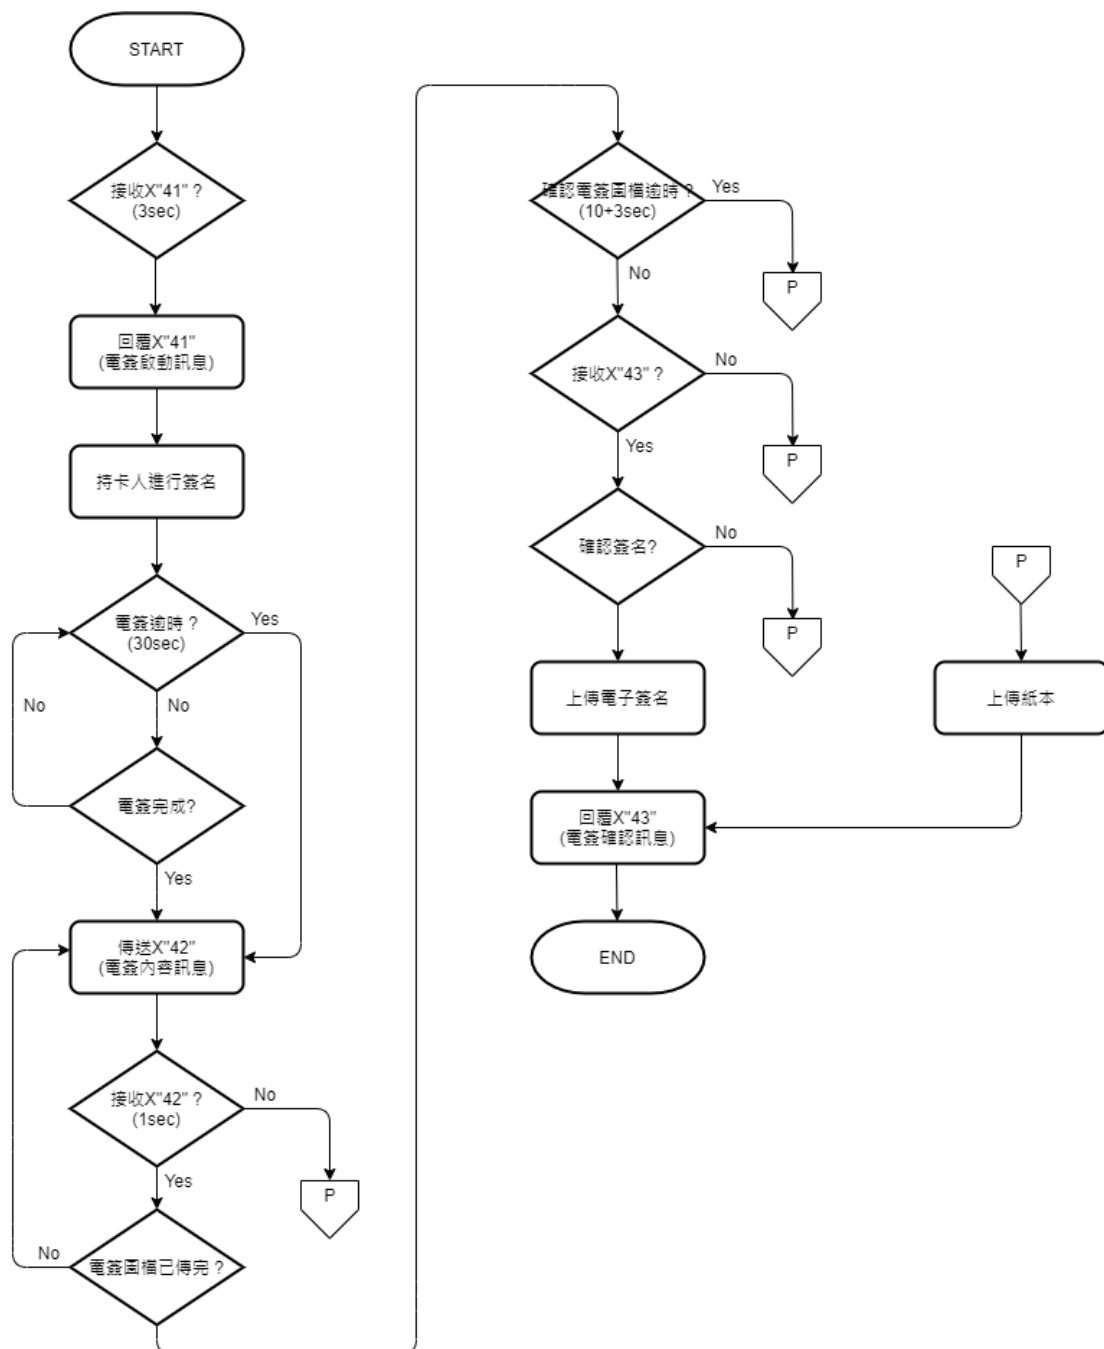 START
接收X"41"？
(3sec)
回覆X"41"
(電簽啟動訊息)
持卡人進行簽名
電簽逾時？
(30sec)
Yes
No
No
電簽完成?
Yes
傳送X"42"
(電簽內容訊息)
接收X"42"？
(1sec)
No
Yes
P
No
電簽圖檔已傳完？
確認電簽圖檔逾時？
(10+3sec)
Yes
P
No
接收X"43"？
No
P
Yes
確認簽名?
No
P
P
上傳電子簽名
上傳紙本
回覆X"43"
(電簽確認訊息)
END